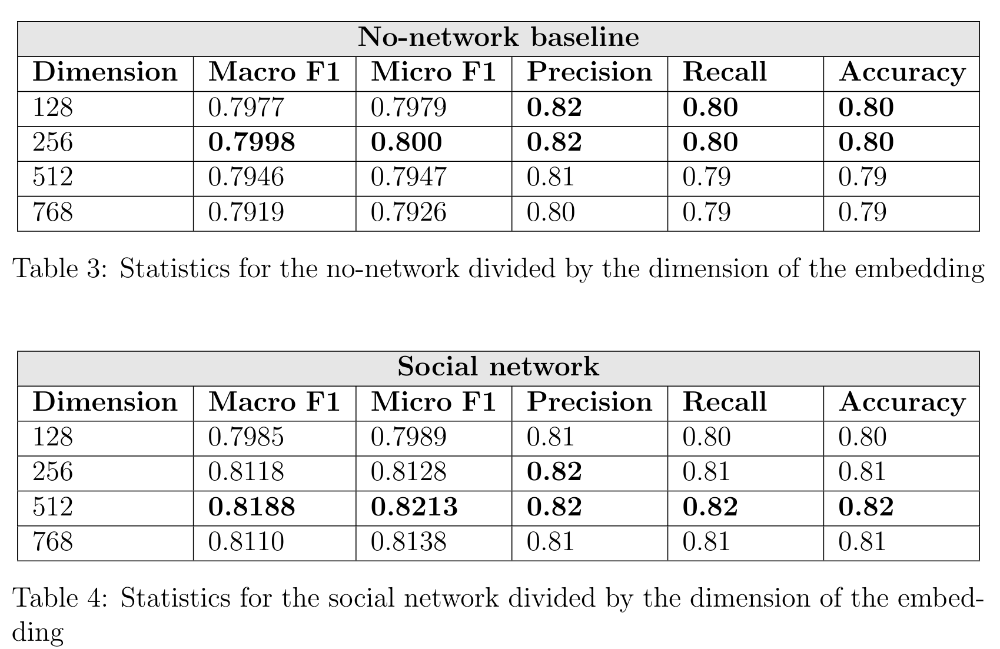 No-network baseline
Dimension Macro F1 Micro F1 Precision Recall Accuracy
128 0.7977 0.7979 0.82 0.80 0.80
256 0.7998 0.800 0.82 0.80 0.80
512 0.7946 0.7947 0.81 0.79 0.79
768 0.7919 0.7926 0.80 0.79 0.79
Table 3: Statistics for the no-network divided by the dimension of the embedding
Social network
Dimension Macro F1 Micro F1 Precision Recall Accuracy
128 0.7985 0.7989 0.81 0.80 0.80
256 0.8118 0.8128 0.82 0.81 0.81
512 0.8188 0.8213 0.82 0.82 0.82
768 0.8110 0.8138 0.81 0.81 0.81
Table 4: Statistics for the social network divided by the dimension of the embed-
ding